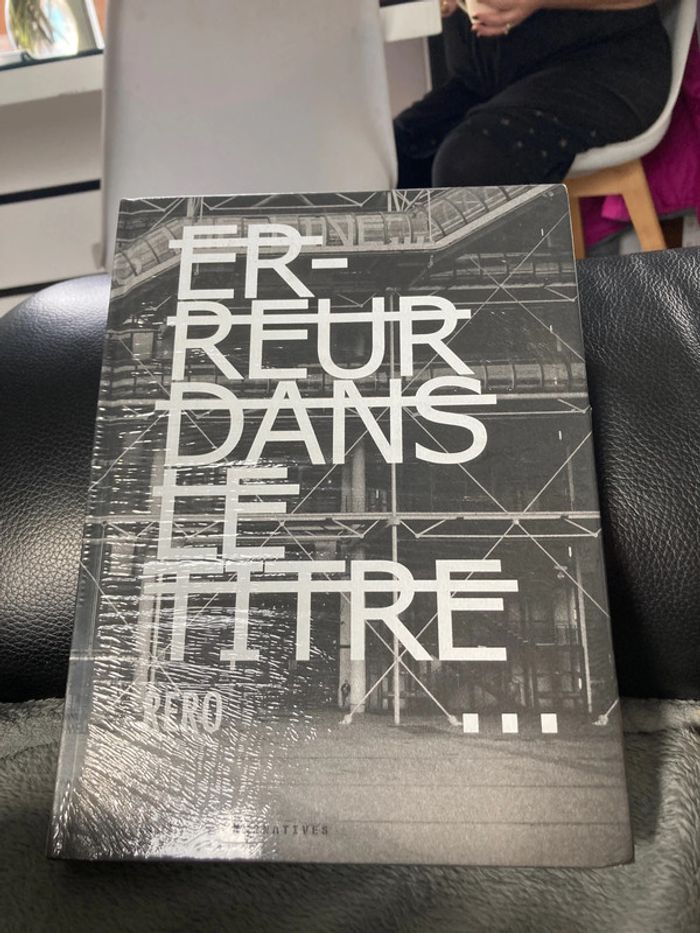 ER-
REUR
DANS
LE
TITRE
RERO
...